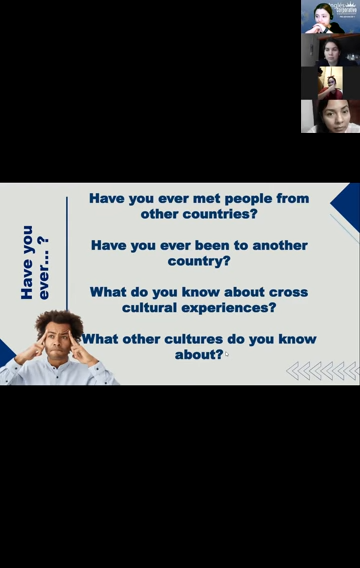 Have you ever met people from
other countries?
Have you
ever... ?
Have you ever been to another
country?
What do you know about cross
cultural experiences?
What other cultures do you know
about?